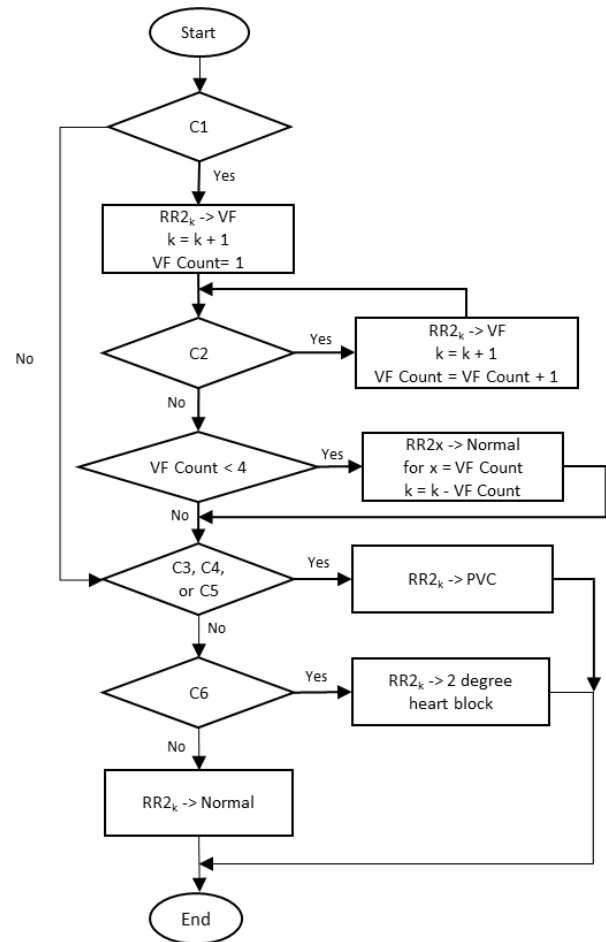 Start
C1
Yes
RR2ₖ -> VF
k = k + 1
VF Count= 1
No
C2
Yes
RR2ₖ -> VF
k = k + 1
VF Count = VF Count + 1
No
VF Count < 4
Yes
RR2x -> Normal
for x = VF Count
k = k - VF Count
No
C3, C4,
or C5
Yes
RR2ₖ -> PVC
No
C6
Yes
RR2ₖ -> 2 degree
heart block
No
RR2ₖ -> Normal
End